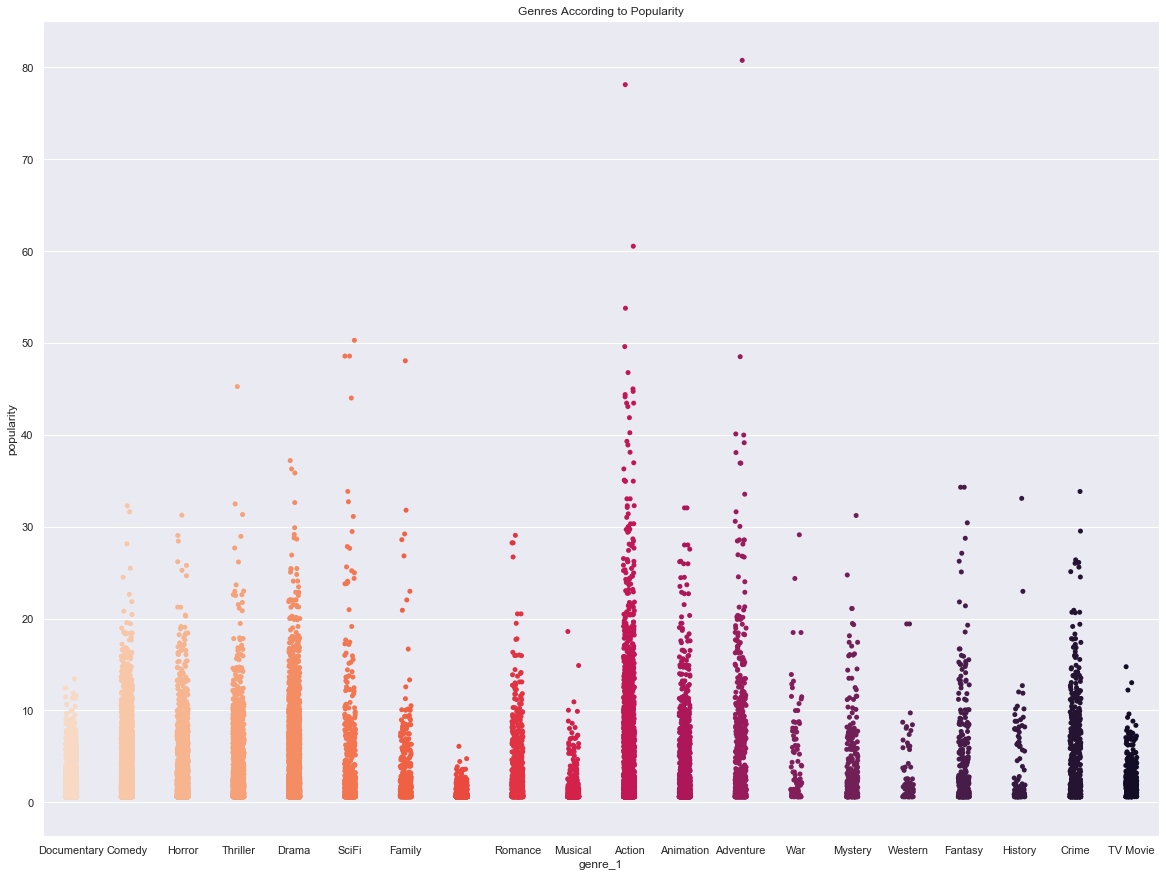 Genres According to Popularity
80
70
60
50
40
30
20
10
0
popularity
Documentary Comedy Horror Thriller Drama SciFi Family Romance Musical Action Animation Adventure War Mystery Western Fantasy History Crime TV Movie
genre_1